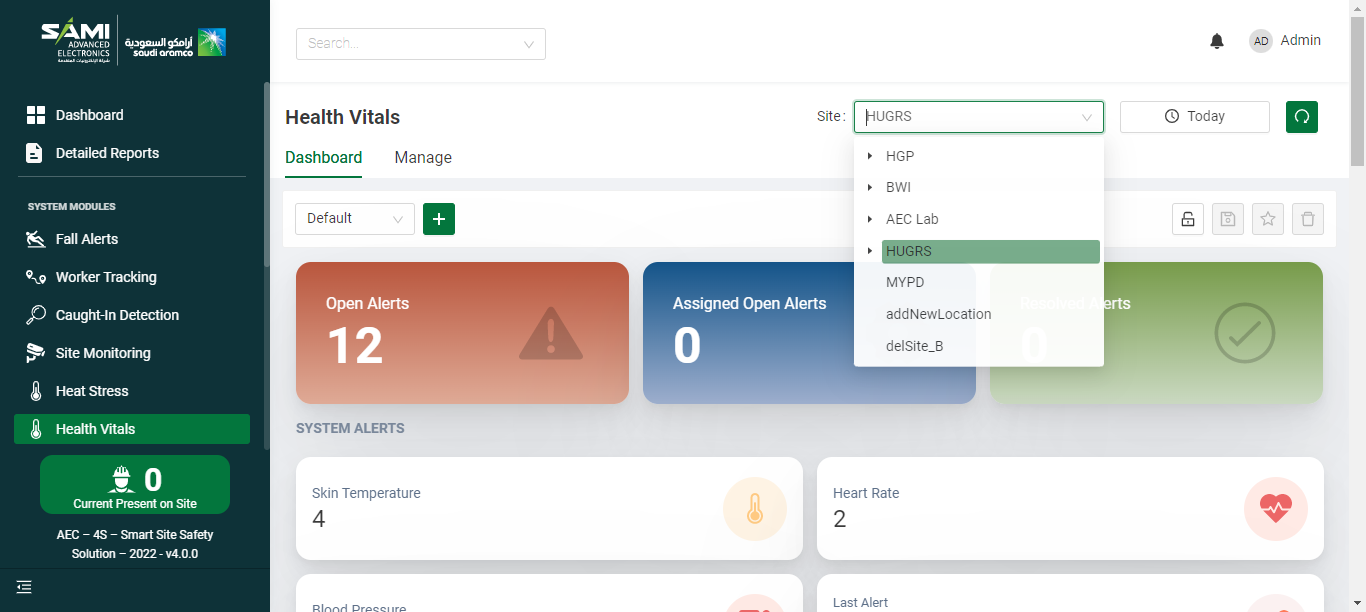 SAMI
ADVANCED
ELECTRONICS
شركة الإلكترونيات المتقدمة
أرامكو السعودية
saudi aramco
Search...
AD
Admin
Dashboard
Detailed Reports
SYSTEM MODULES
Fall Alerts
Worker Tracking
Caught-In Detection
Site Monitoring
Heat Stress
Health Vitals
0
Current Present on Site
AEC – 4S – Smart Site Safety
Solution – 2022 - v4.0.0
Health Vitals
Site :
HUGRS
Today
Dashboard
Manage
HGP
BWI
AEC Lab
HUGRS
MYPD
addNewLocation
delSite_B
Default
Open Alerts
12
Assigned Open Alerts
0
Resolved Alerts
0
SYSTEM ALERTS
Skin Temperature
4
Heart Rate
2
Blood Pressure
Last Alert